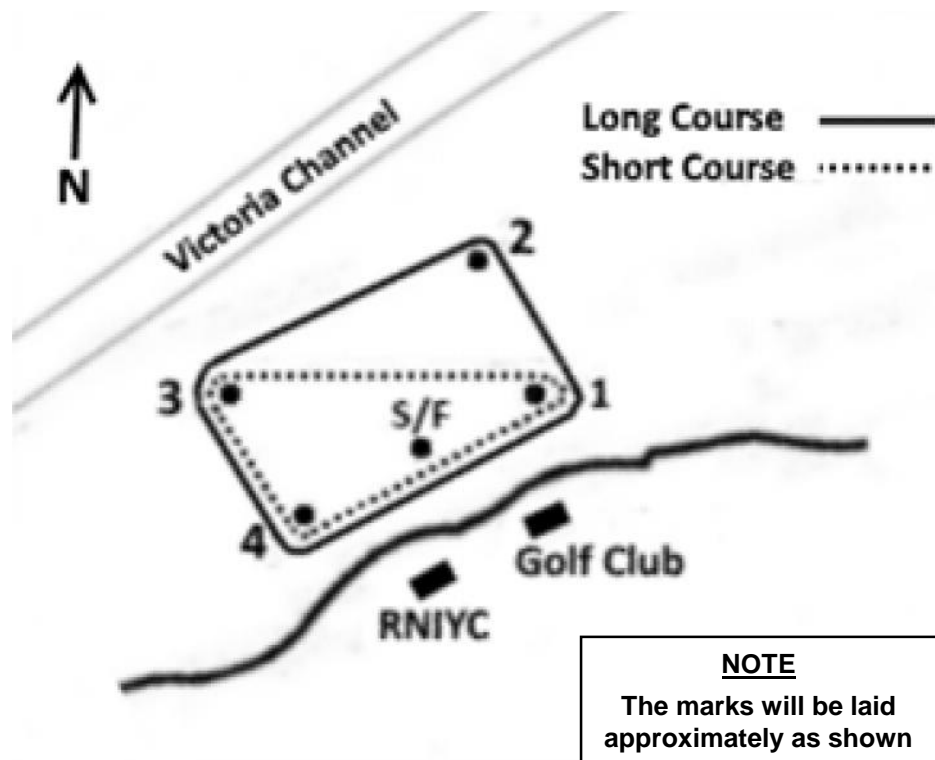 N
Victoria Channel
Long Course
Short Course
2
3
1
S/F
4
Golf Club
RNIYC
NOTE
The marks will be laid
approximately as shown